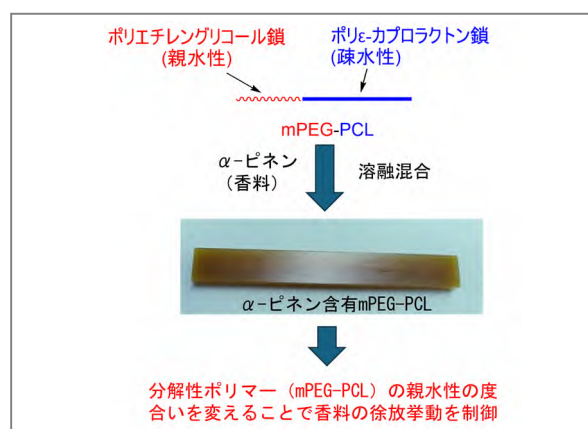 ポリエチレングリコール鎖
(親水性)
ポリε-カプロラクトン鎖
(疎水性)
mPEG-PCL
α-ピネン
(香料)
溶融混合
α-ピネン含有mPEG-PCL
分解性ポリマー(mPEG-PCL)の親水性の度
合いを変えることで香料の徐放挙動を制御